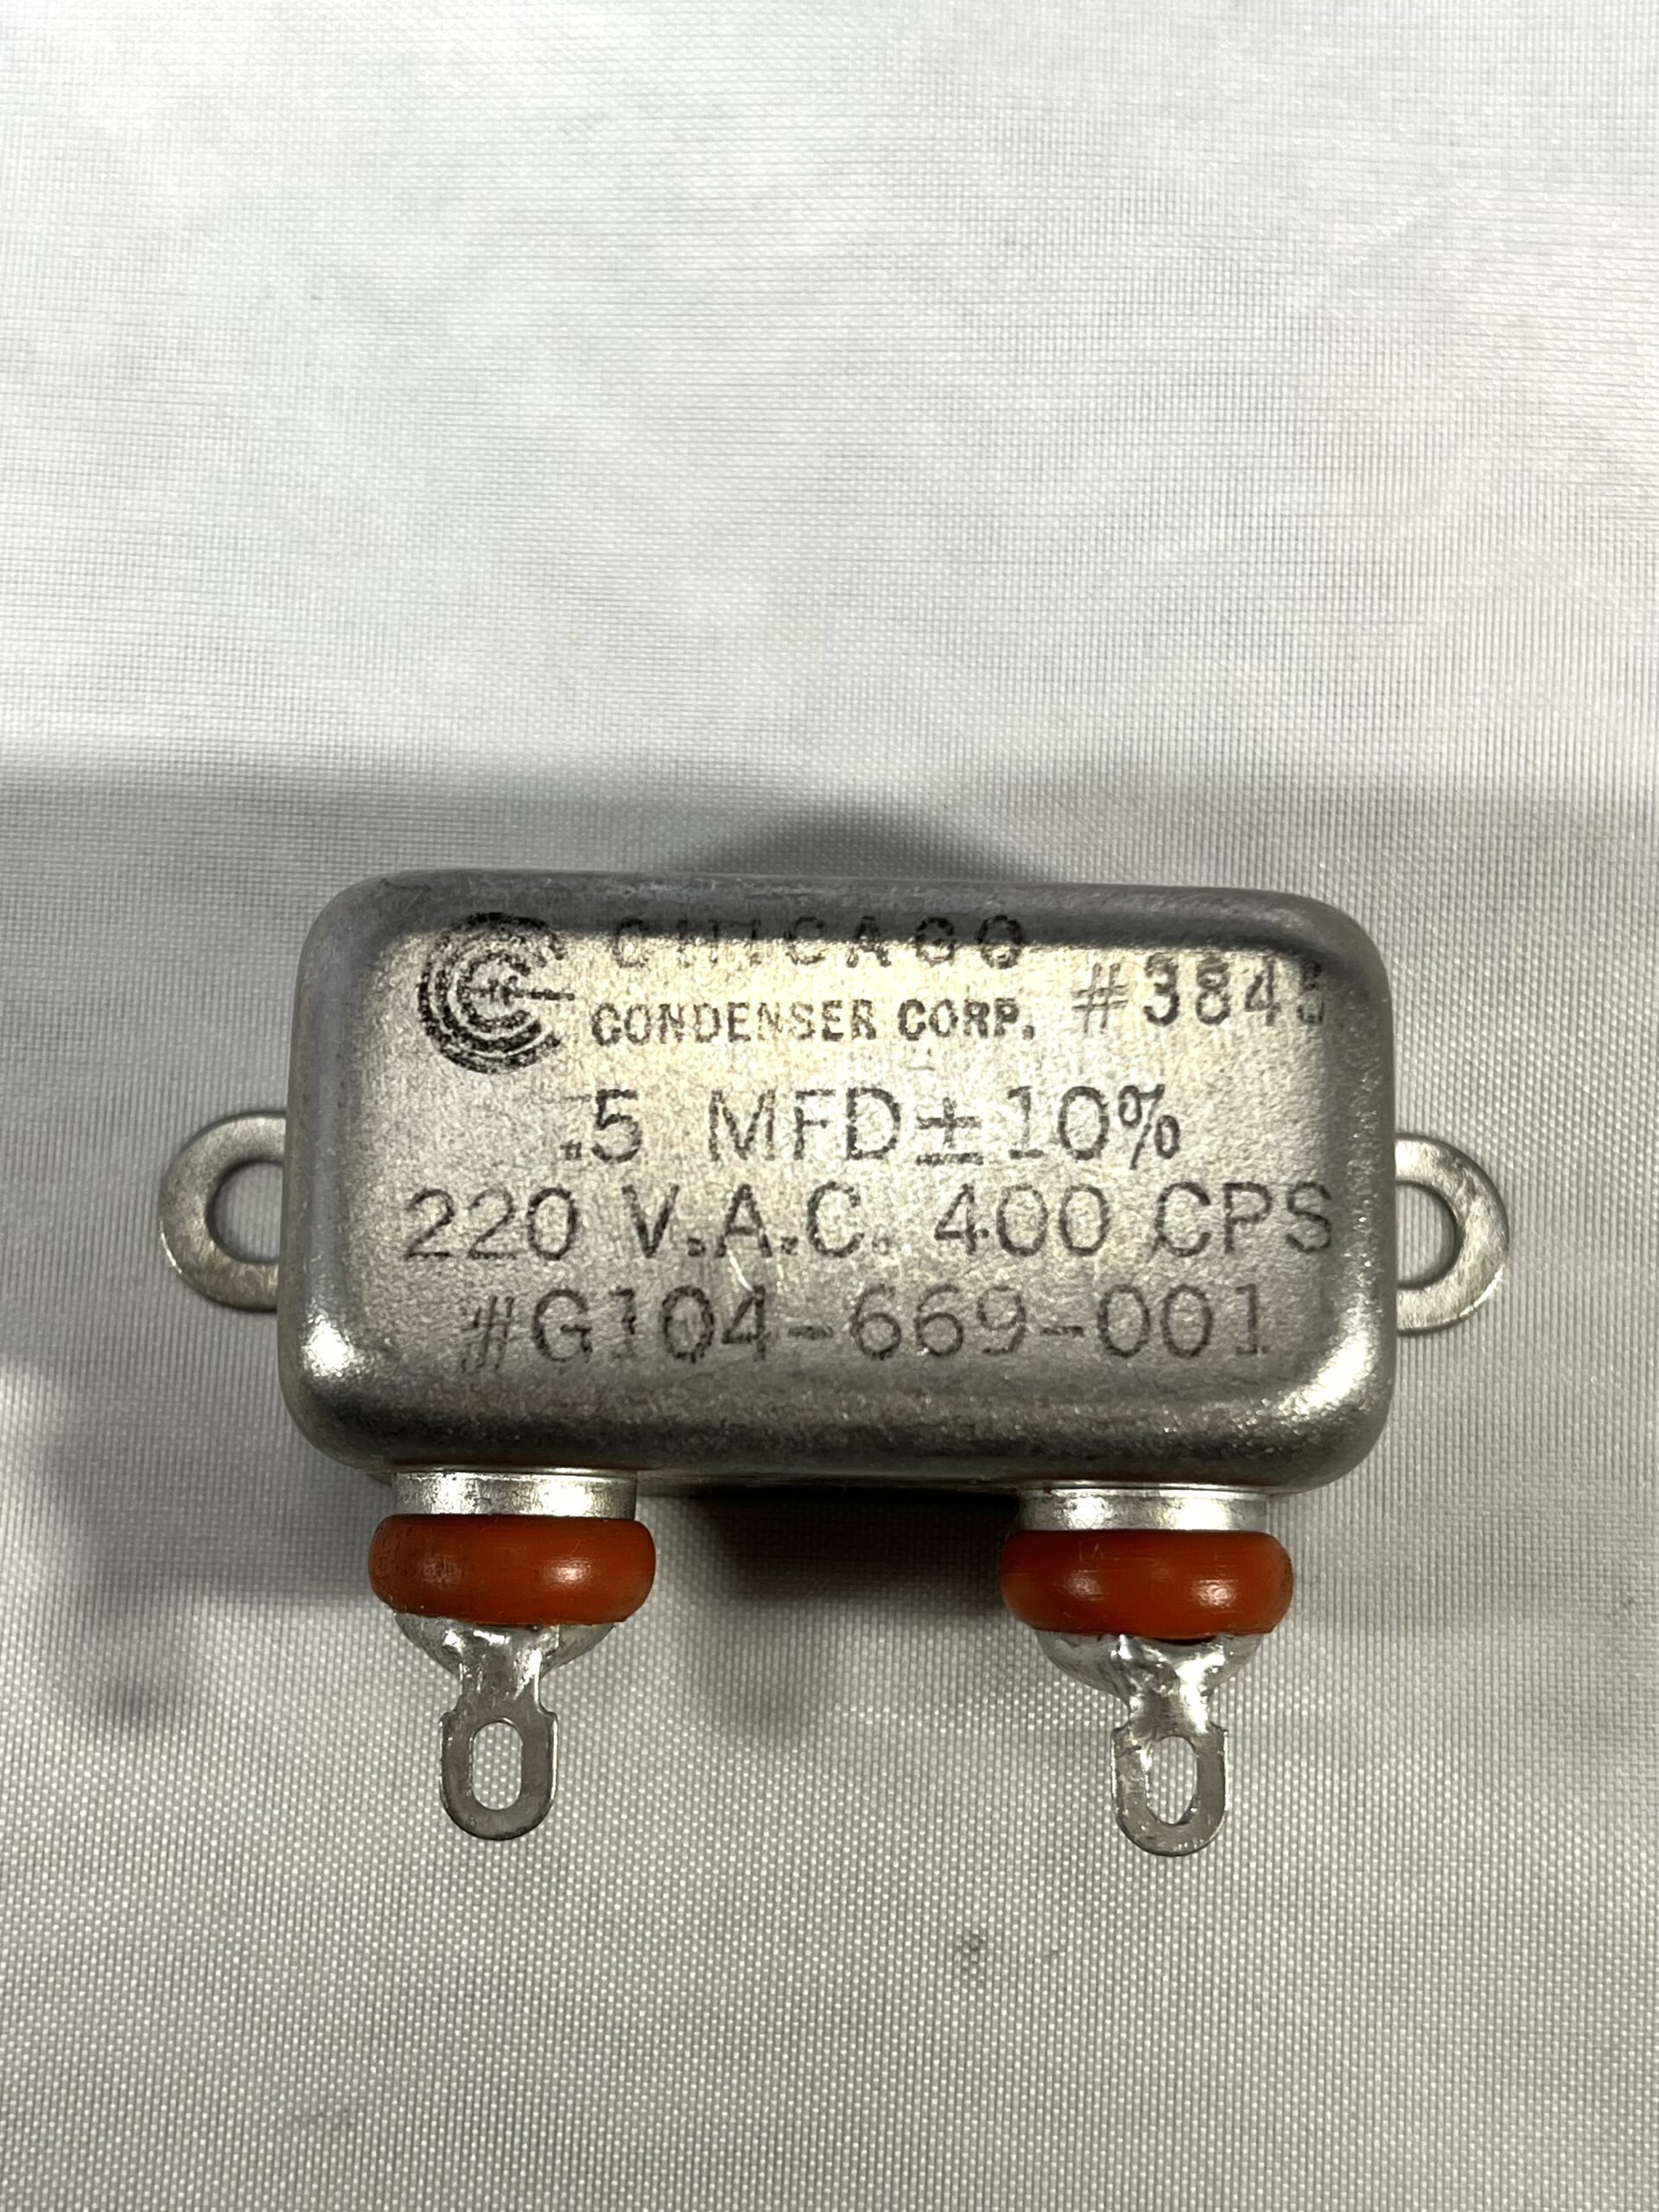 CHICAGO
CONDENSER CORP.
.5 MFD±10%
220 V.A.C. 400 CPS
#G104-669-001